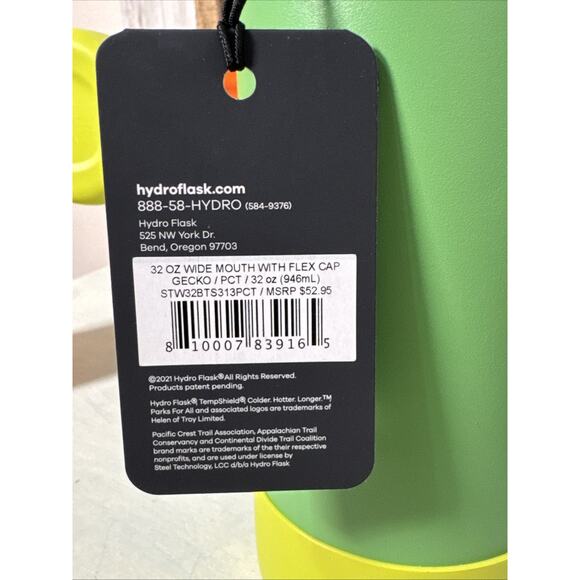 hydroflask.com
888-58-HYDRO (584-9376)
Hydro Flask
525 NW York Dr.
Bend, Oregon 97703
32 OZ WIDE MOUTH WITH FLEX CAP
GECKO / PCT / 32 oz (946mL)
STW32BTS313PCT / MSRP $52.95
8 10007 83916 5
©2021 Hydro Flask® All Rights Reserved.
Products patent pending.
Hydro Flask®, TempShield®, Colder. Hotter. Longer.™,
Parks For All and associated logos are trademarks of
Helen of Troy Limited.
Pacific Crest Trail Association, Appalachian Trail
Conservancy and Continental Divide Trail Coalition
brand marks are trademarks of the their respective
nonprofits, and are used under license by
Steel Technology, LCC d/b/a Hydro Flask